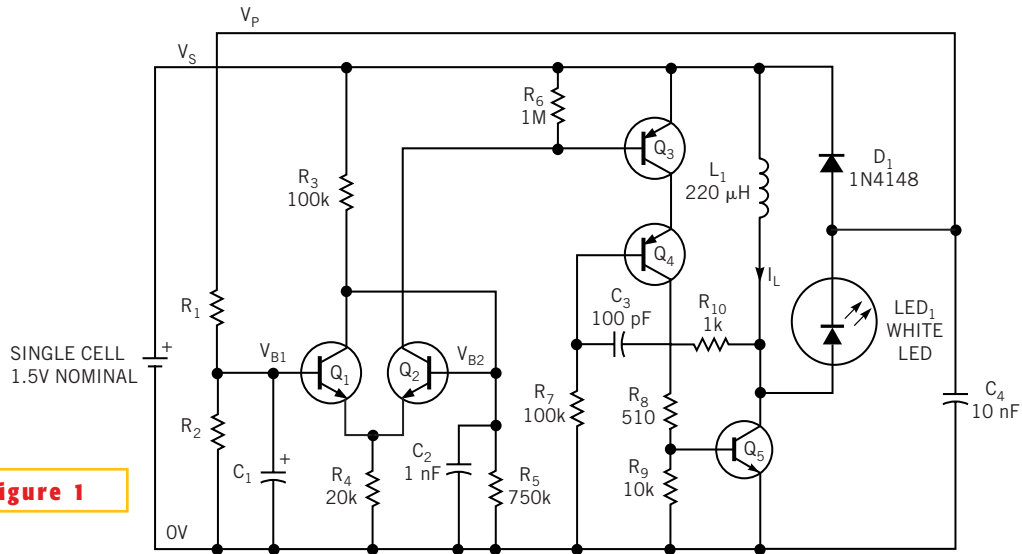 V_P
V_S
R_6
1M
Q_3
D_1
1N4148
R_3
100k
L_1
220 μH
Q_4
I_L
C_3
100 pF
R_10
1k
R_1
LED_1
WHITE
LED
SINGLE CELL
1.5V NOMINAL
+
V_B1
Q_1
Q_2
V_B2
C_4
10 nF
R_7
100k
R_8
510
R_2
C_1
+
R_4
20k
C_2
1 nF
R_5
750k
R_9
10k
Q_5
igure 1
0V